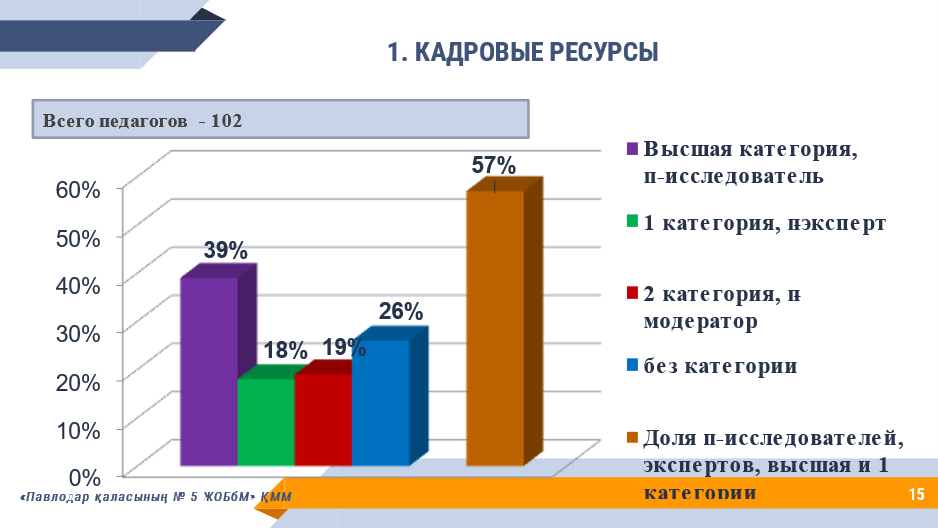 1. КАДРОВЫЕ РЕСУРСЫ
Всего педагогов - 102
57%
39%
26%
18%
19%
60%
50%
40%
30%
20%
10%
0%
Высшая категория,
п-исследователь
1 категория, п-эксперт
2 категория, п
модератор
без категории
Доля п-исследователей,
экспертов, высшая и 1
категории
«Павлодар қаласының № 5 ЖОББМ» ҚММ
15